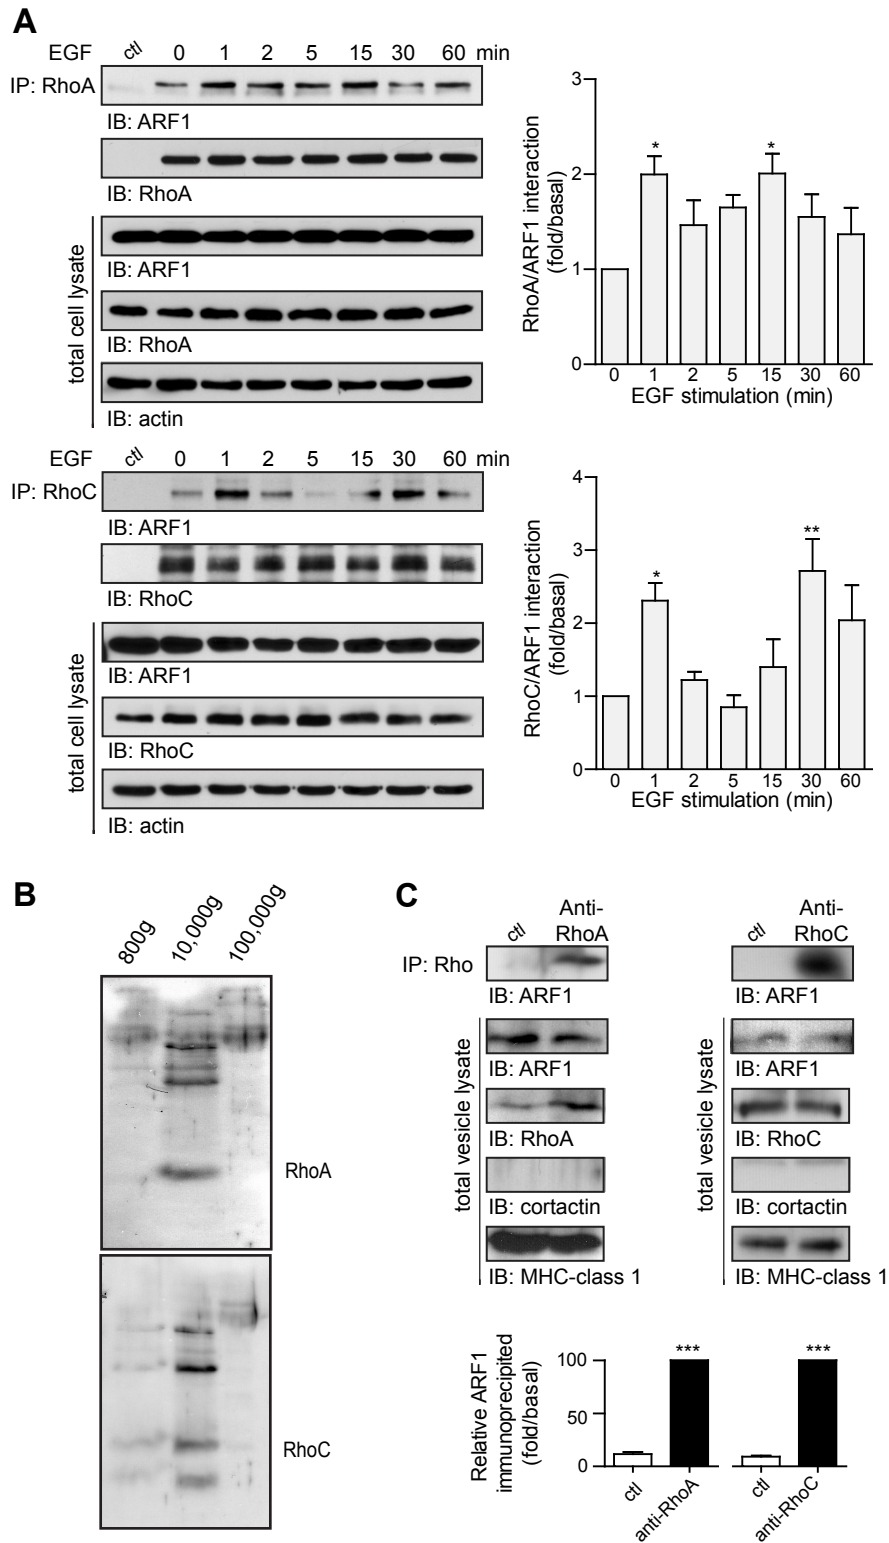 A
EGF ctl 0 1 2 5 15 30 60 min
IP: RhoA
IB: ARF1
IB: RhoA
total cell lysate
IB: ARF1
IB: RhoA
IB: actin
3
2
1
0
RhoA/ARF1 interaction
(fold/basal)
* *
0 1 2 5 15 30 60
EGF stimulation (min)
EGF ctl 0 1 2 5 15 30 60 min
IP: RhoC
IB: ARF1
IB: RhoC
total cell lysate
IB: ARF1
IB: RhoC
IB: actin
4
3
2
1
0
RhoC/ARF1 interaction
(fold/basal)
* **
0 1 2 5 15 30 60
EGF stimulation (min)
B
800g 10,000g 100,000g
RhoA
RhoC
C
ctl Anti-
RhoA
IP: Rho
IB: ARF1
total vesicle lysate
IB: ARF1
IB: RhoA
IB: cortactin
IB: MHC-class 1
ctl Anti-
RhoC
IB: ARF1
total vesicle lysate
IB: ARF1
IB: RhoC
IB: cortactin
IB: MHC-class 1
Relative ARF1
immunoprecipited
(fold/basal)
100
50
0
*** ***
ctl anti-RhoA ctl anti-RhoC